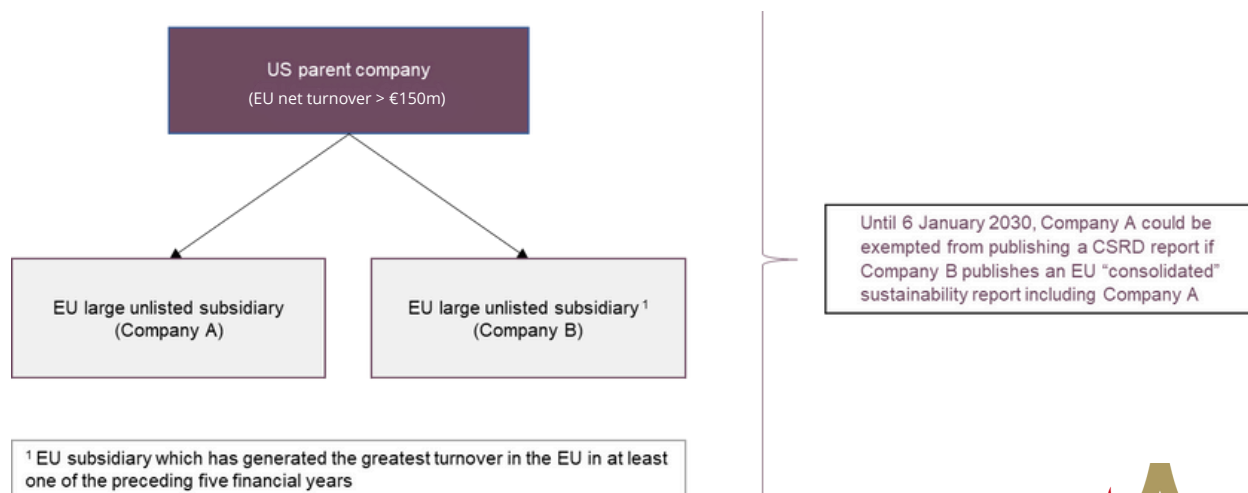 US parent company
(EU net turnover > €150m)
EU large unlisted subsidiary
(Company A)
EU large unlisted subsidiary ¹
(Company B)
Until 6 January 2030, Company A could be
exempted from publishing a CSRD report if
Company B publishes an EU “consolidated”
sustainability report including Company A
¹ EU subsidiary which has generated the greatest turnover in the EU in at least
one of the preceding five financial years